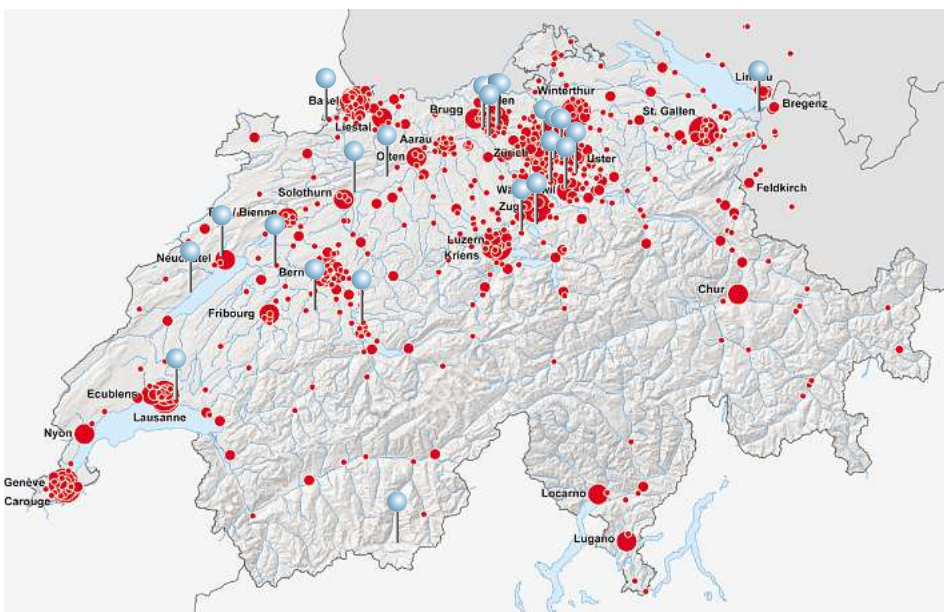 Lindau
Basel
Winterthur
Bregenz
Brugg
St. Gallen
Liestal
Aarau
Zürich
Olten
Uster
Feldkirch
Solothurn
Zug
Biel / Bienne
Luzern
Neuchâtel
Kriens
Bern
Chur
Fribourg
Ecublens
Lausanne
Nyon
Genève
Locarno
Carouge
Lugano